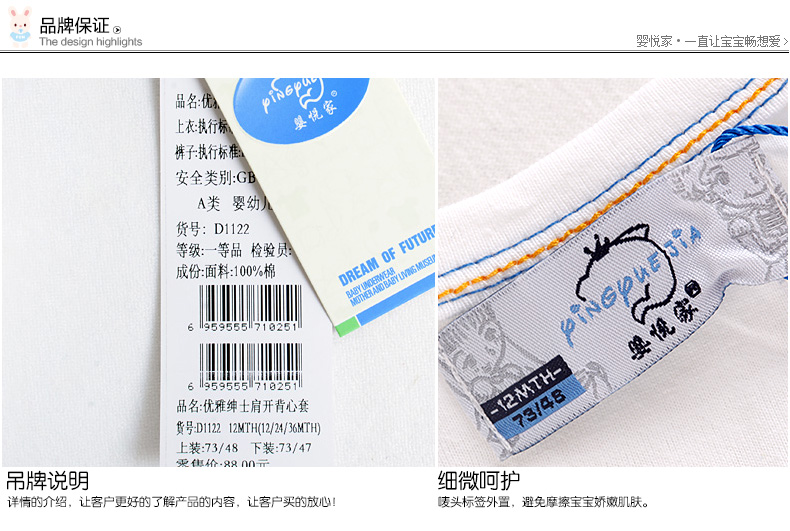 品牌保证
The design highlights
婴悦家·一直让宝宝畅想爱
品名:优
上衣:执行标
裤子:执行标准:
安全类别:GB
A类 婴幼儿
货号: D1122
等级:一等品 检验员:
成份:面料:100%棉
6 959555 710251
6 959555 710251
品名:优雅绅士肩开背心套
货号:D1122 12MTH(12/24/36MTH)
上装:73/48 下装:73/47
零售价:88.00元
yingyue
婴悦家
DREAM OF FUTUR
BABY UNDERWEAR
MOTHER AND BABY LIVING MUSEU
yingyue jia
婴悦家
-12MTH-
73/48
吊牌说明
详情的介绍，让客户更好的了解产品的内容，让客户买的放心！
细微呵护
唛头标签外置，避免摩擦宝宝娇嫩肌肤。